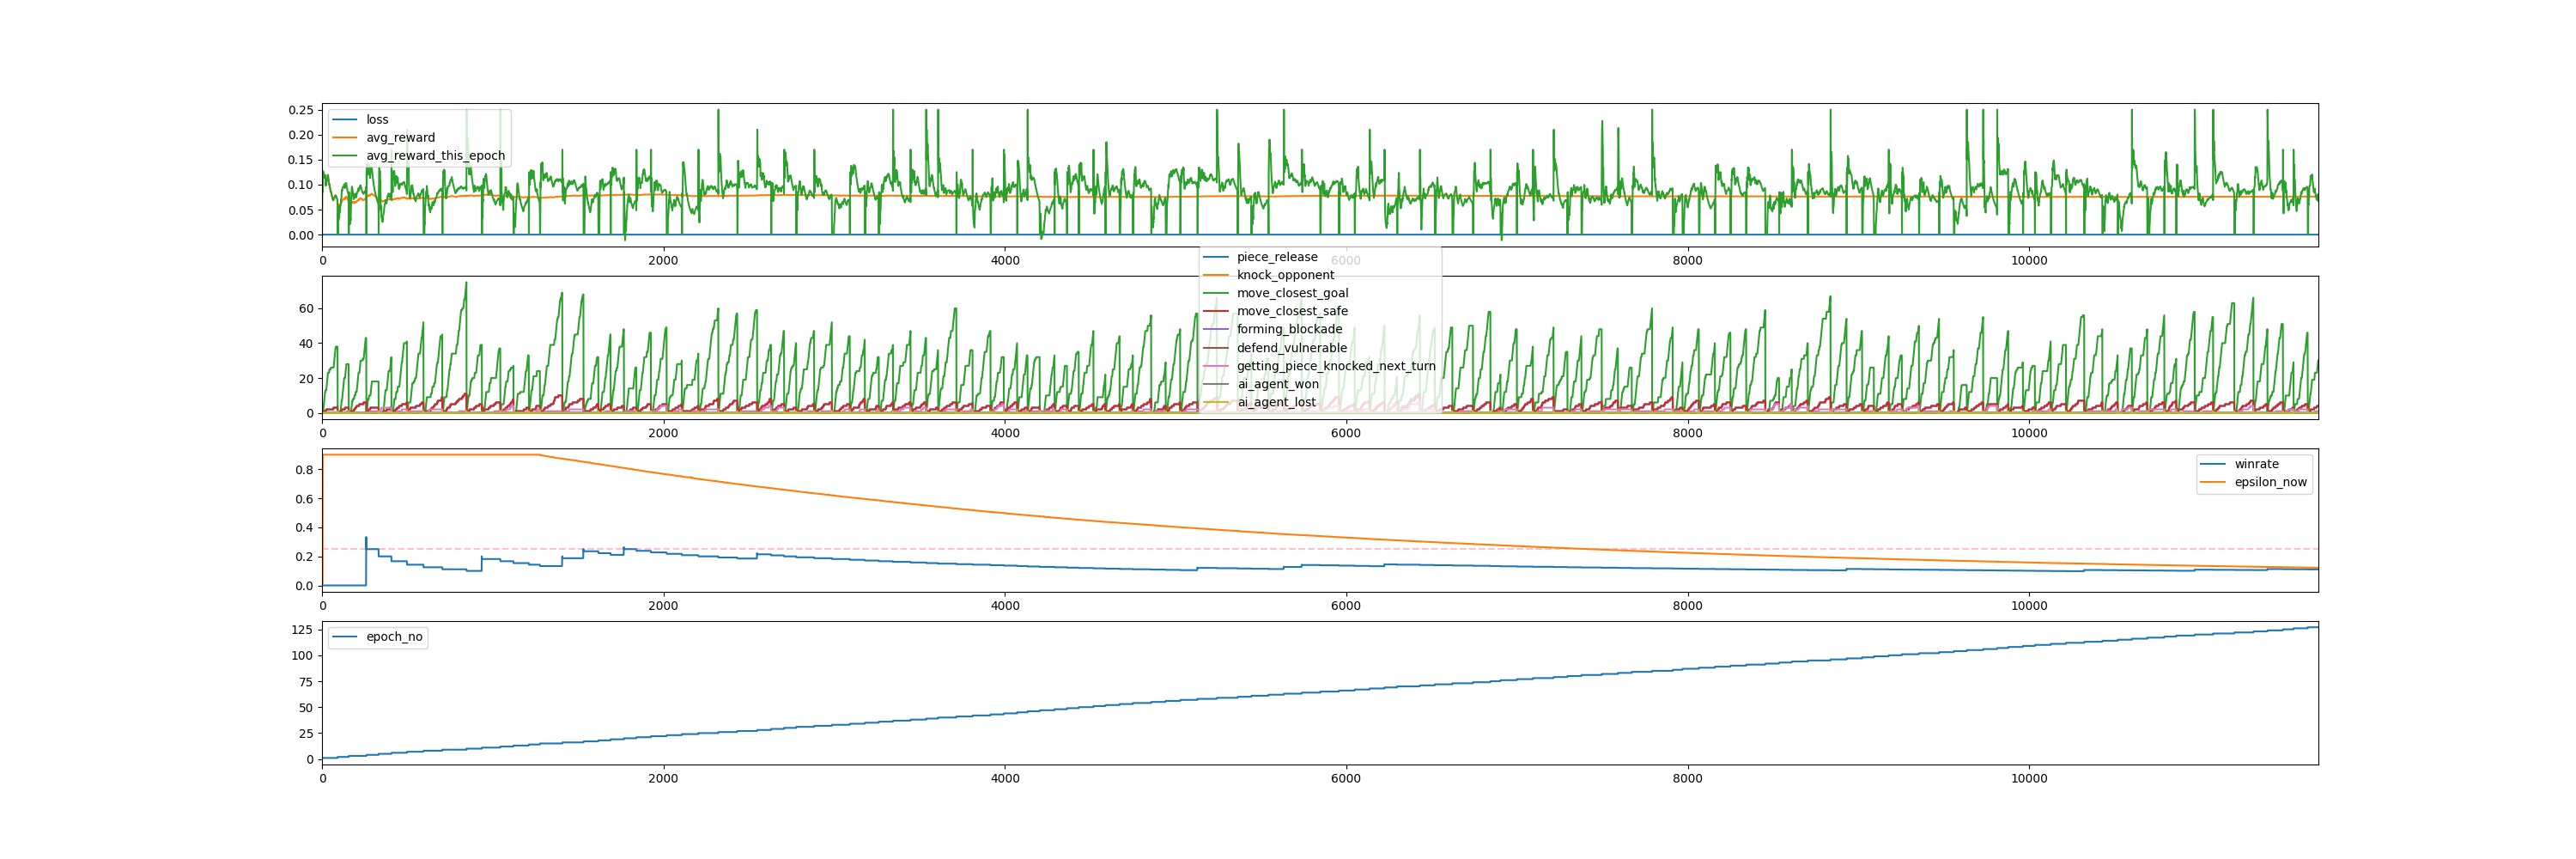 0.25
0.20
0.15
0.10
0.05
0.00
loss
avg_reward
avg_reward_this_epoch
0 2000 4000 6000 8000 10000
piece_release
knock_opponent
move_closest_goal
move_closest_safe
forming_blockade
defend_vulnerable
getting_piece_knocked_next_turn
ai_agent_won
ai_agent_lost
60
40
20
0
0 2000 4000 6000 8000 10000
0.8
0.6
0.4
0.2
0.0
winrate
epsilon_now
0 2000 4000 6000 8000 10000
125
100
75
50
25
0
epoch_no
0 2000 4000 6000 8000 10000